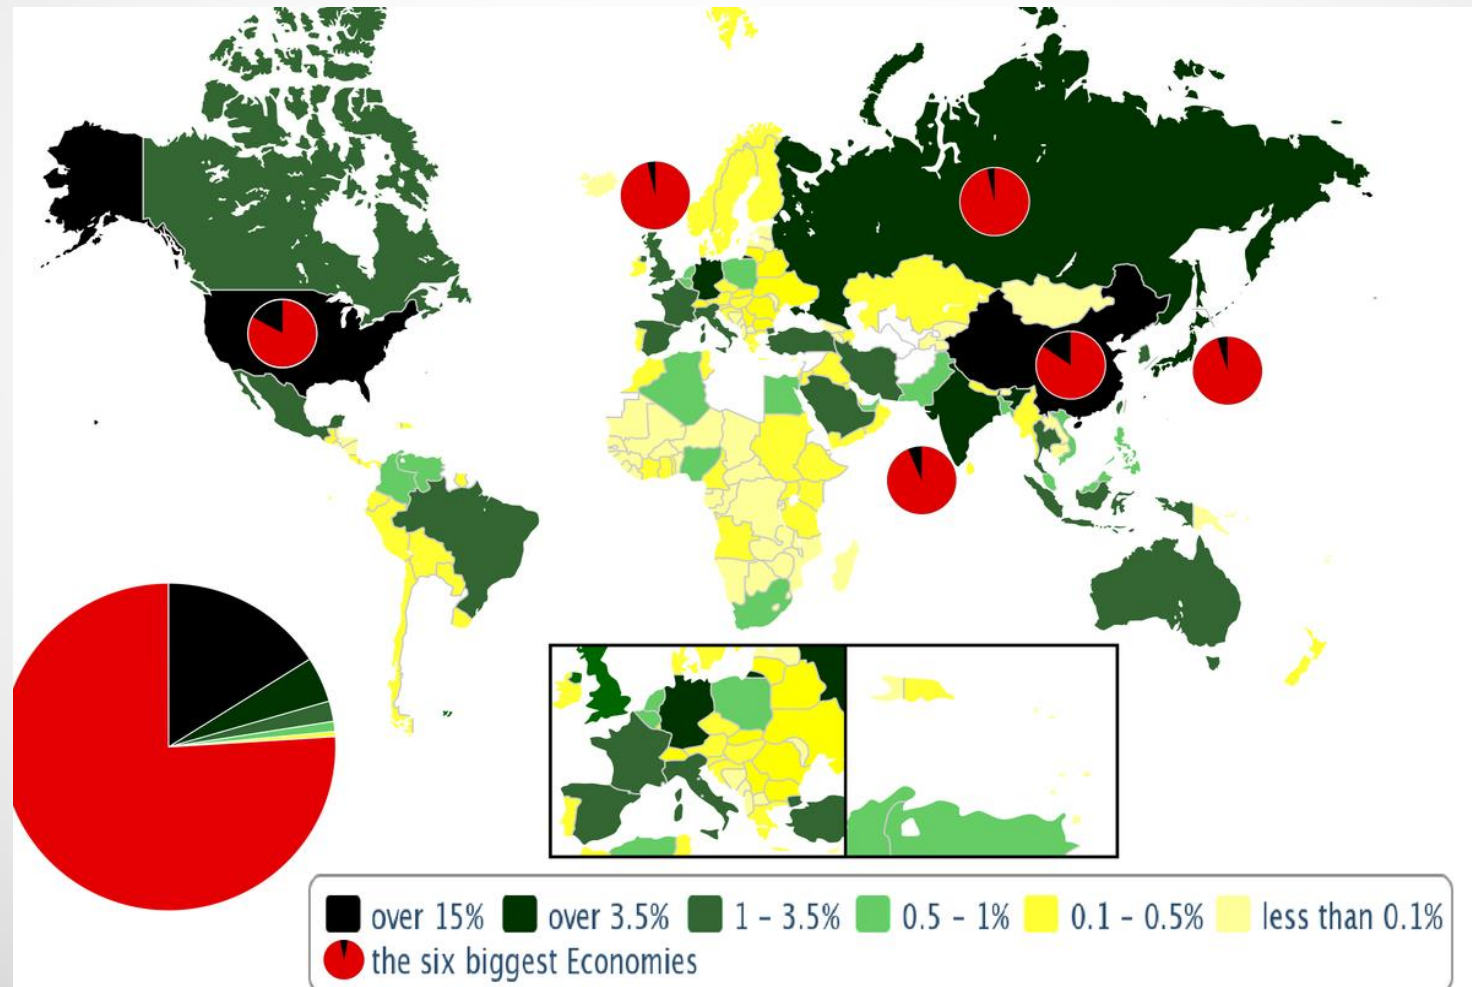 over 15%
over 3.5%
1 – 3.5%
0.5 – 1%
0.1 – 0.5%
less than 0.1%
the six biggest Economies